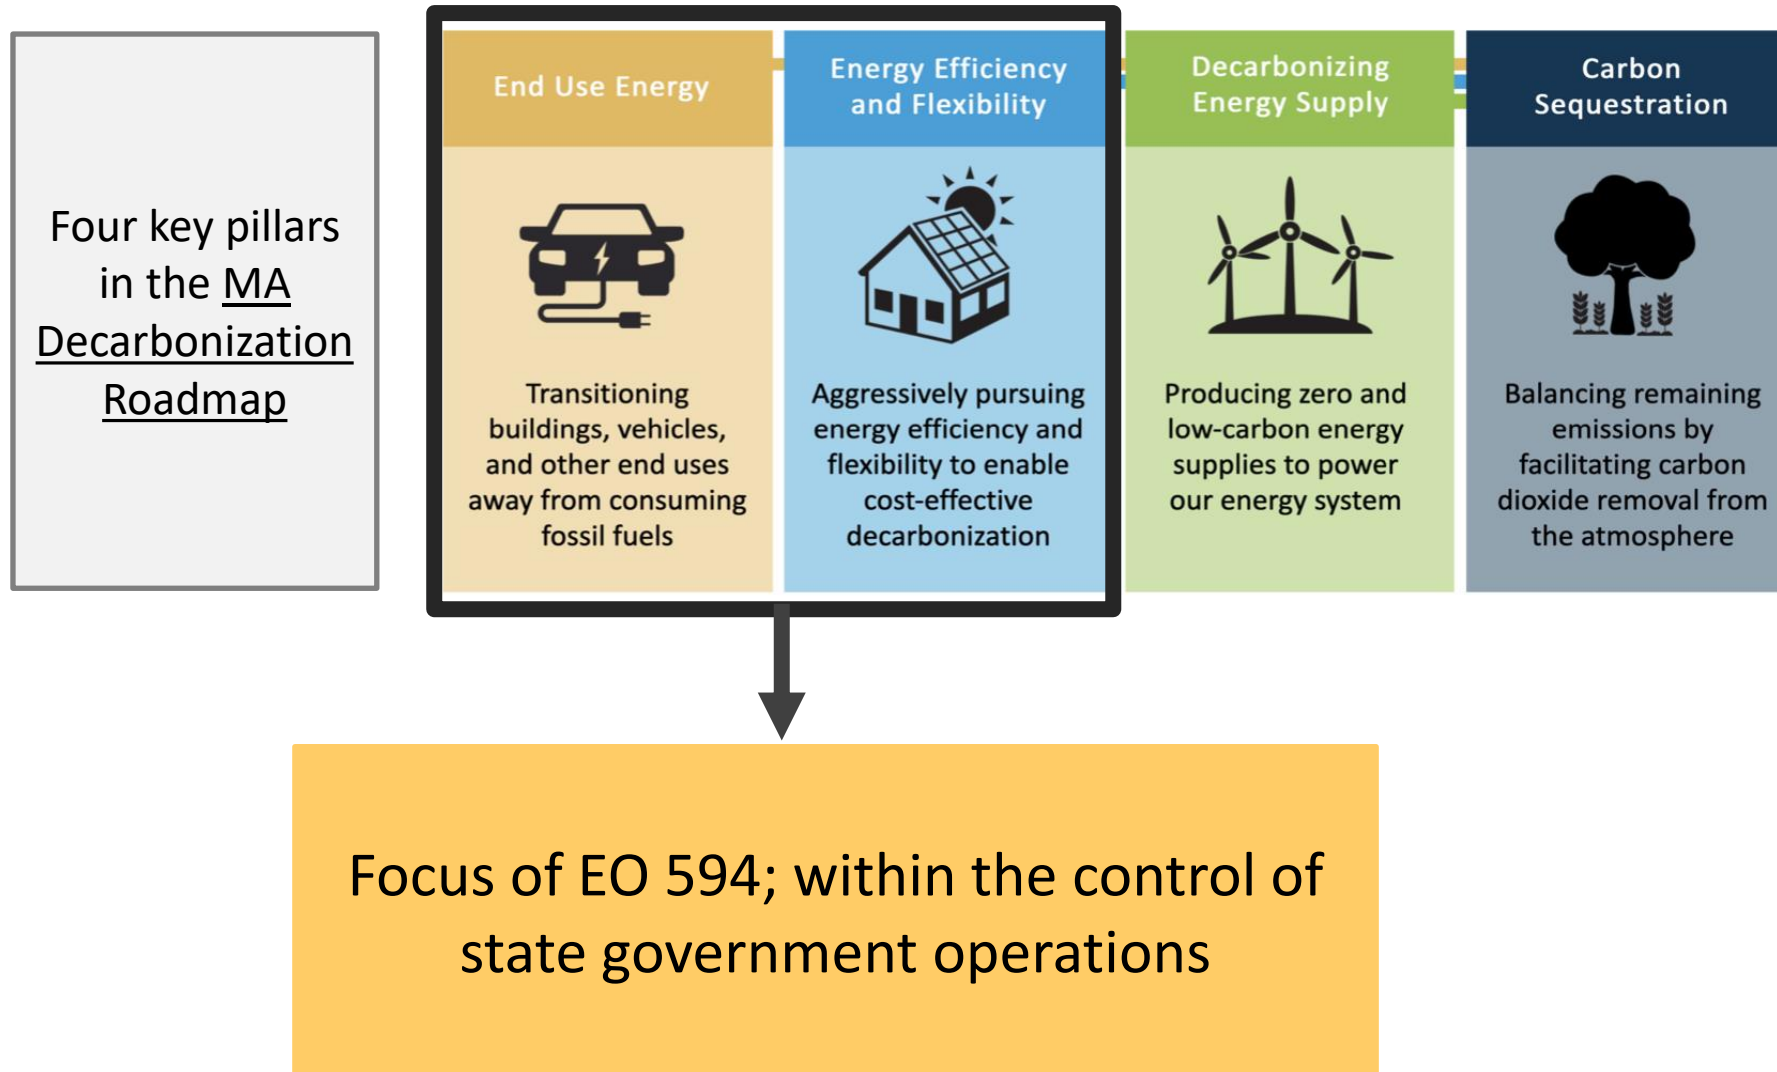 Four key pillars
in the MA
Decarbonization
Roadmap
End Use Energy
Transitioning
buildings, vehicles,
and other end uses
away from consuming
fossil fuels
Energy Efficiency
and Flexibility
Aggressively pursuing
energy efficiency and
flexibility to enable
cost-effective
decarbonization
Decarbonizing
Energy Supply
Producing zero and
low-carbon energy
supplies to power
our energy system
Carbon
Sequestration
Balancing remaining
emissions by
facilitating carbon
dioxide removal from
the atmosphere
Focus of EO 594; within the control of
state government operations